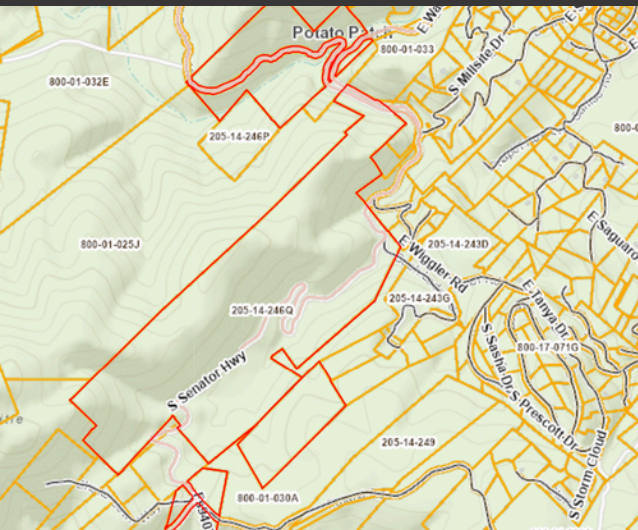 Potato Patch
800-01-033
S Millsite Dr
800-01-032E
205-14-246P
800-01-025J
E Wiggler Rd
205-14-243D
E Saguaro
205-14-246Q
205-14-243G
E Tanya Dr
S Sasha Dr
800-17-071G
S Senator Hwy
S Prescott Dr
205-14-249
S Storm Cloud
800-01-030A